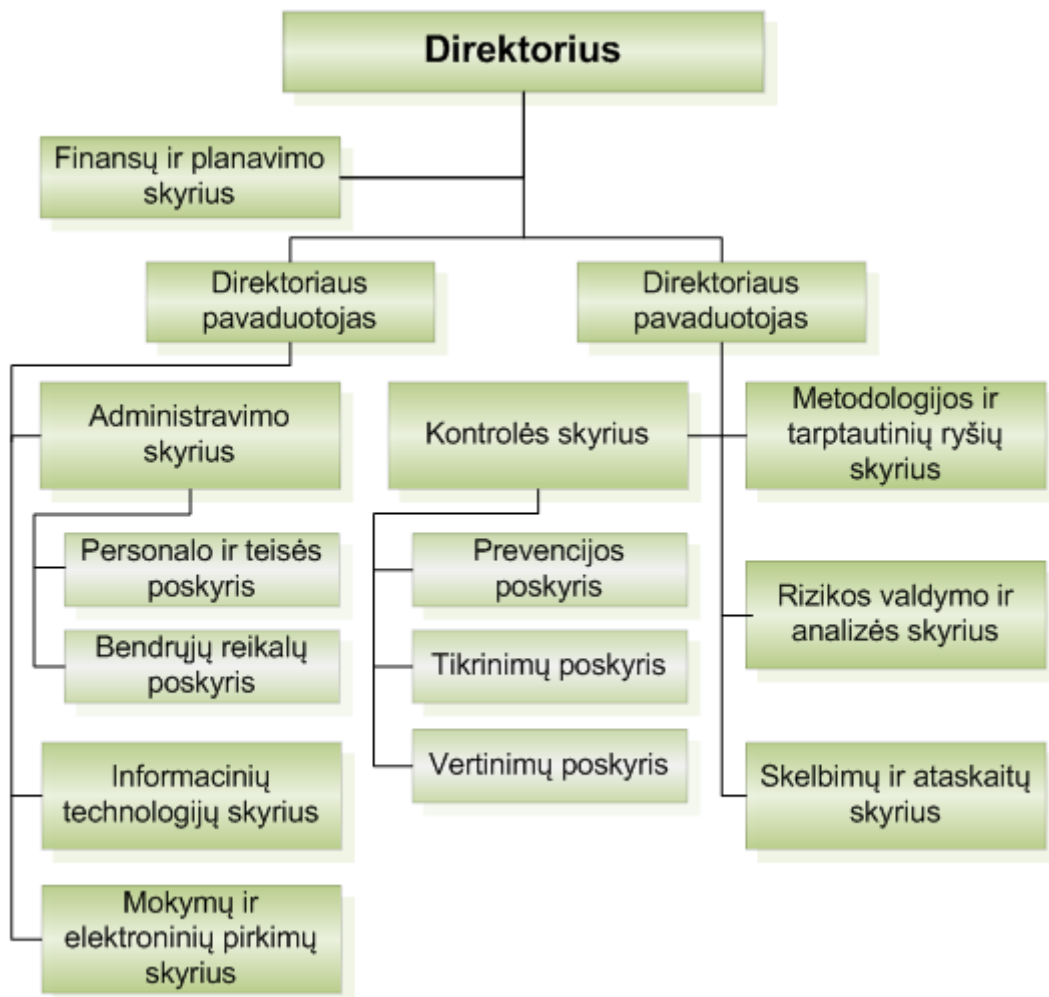 Direktorius
Finansų ir planavimo
skyrius
Direktoriaus
pavaduotojas
Direktoriaus
pavaduotojas
Administravimo
skyrius
Personalo ir teisės
poskyris
Bendrųjų reikalų
poskyris
Informacinių
technologijų skyrius
Mokymų ir
elektroninių pirkimų
skyrius
Kontrolės skyrius
Prevencijos
poskyris
Tikrinimų poskyris
Vertinimų poskyris
Metodologijos ir
tarptautinių ryšių
skyrius
Rizikos valdymo ir
analizės skyrius
Skelbimų ir ataskaitų
skyrius